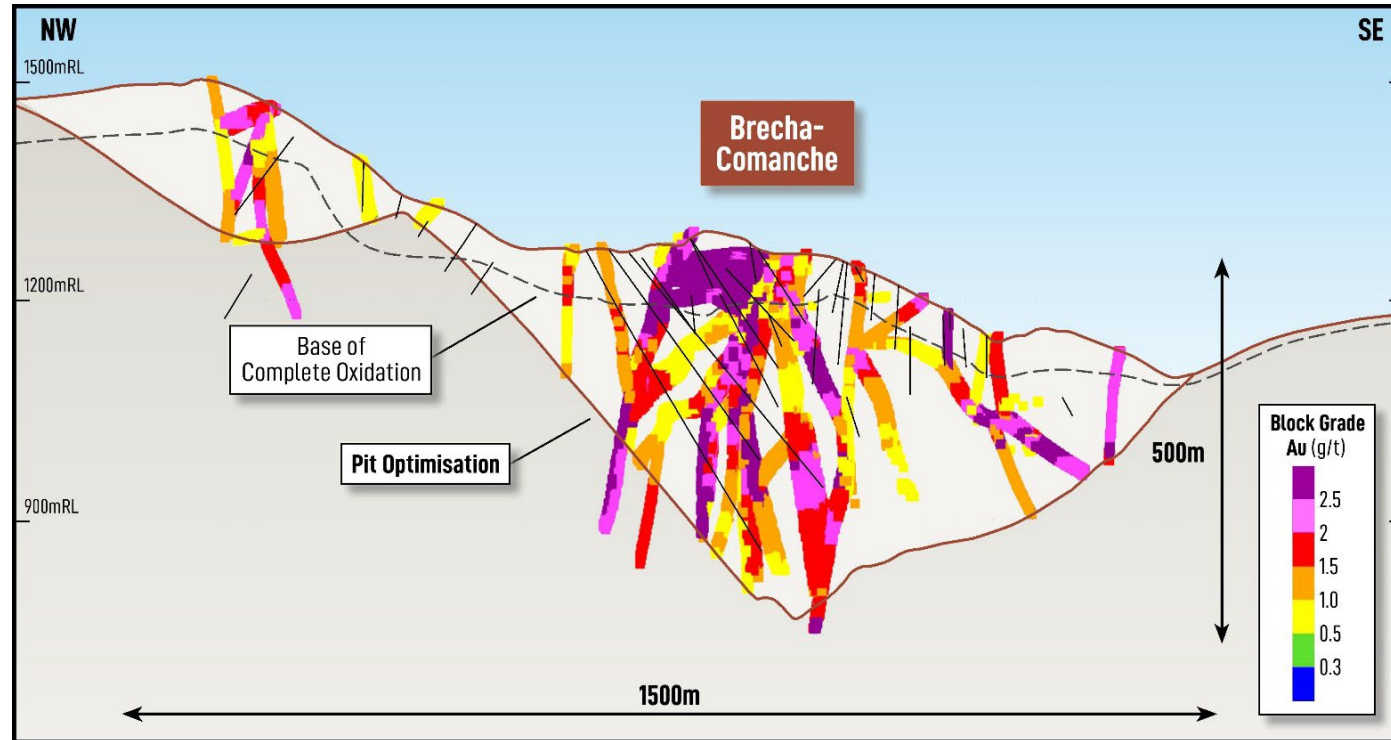 NW
SE
1500mRL
Brecha-
Comanche
1200mRL
Base of
Complete Oxidation
Pit Optimisation
900mRL
500m
1500m
Block Grade
Au (g/t)
2.5
2
1.5
1.0
0.5
0.3